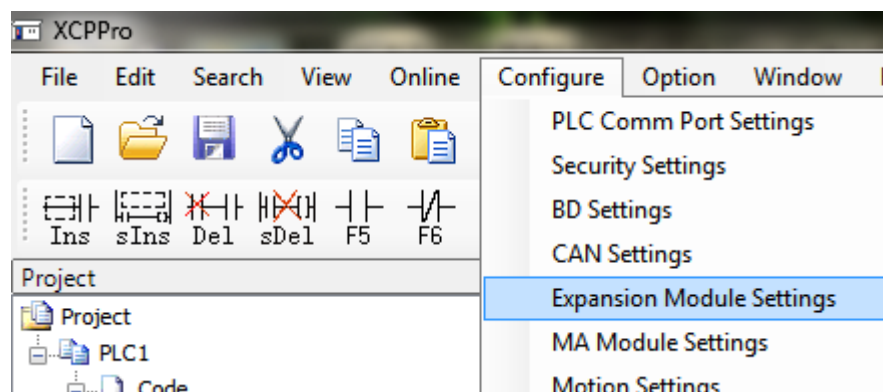 XCPPro
File Edit Search View Online Configure Option Window
PLC Comm Port Settings
Security Settings
BD Settings
CAN Settings
Expansion Module Settings
MA Module Settings
Motion Settings
Ins sIns Del sDel F5 F6
Project
Project
PLC1
Code